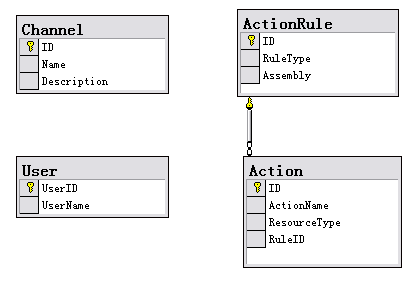 Channel
ID
Name
Description
ActionRule
ID
RuleType
Assembly
User
UserID
UserName
Action
ID
ActionName
ResourceType
RuleID